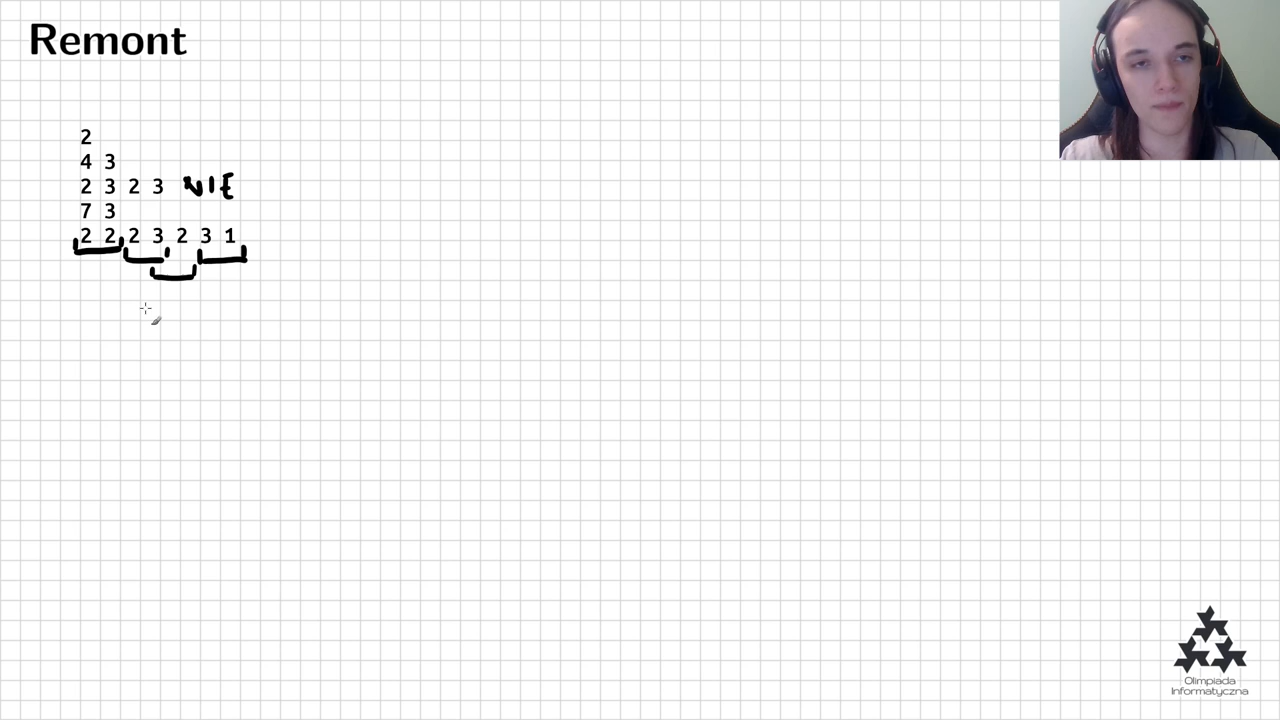 Remont
2
4 3
2 3 2 3 NIE
7 3
2 2 2 3 2 3 1
Olimpiada
Informatyczna